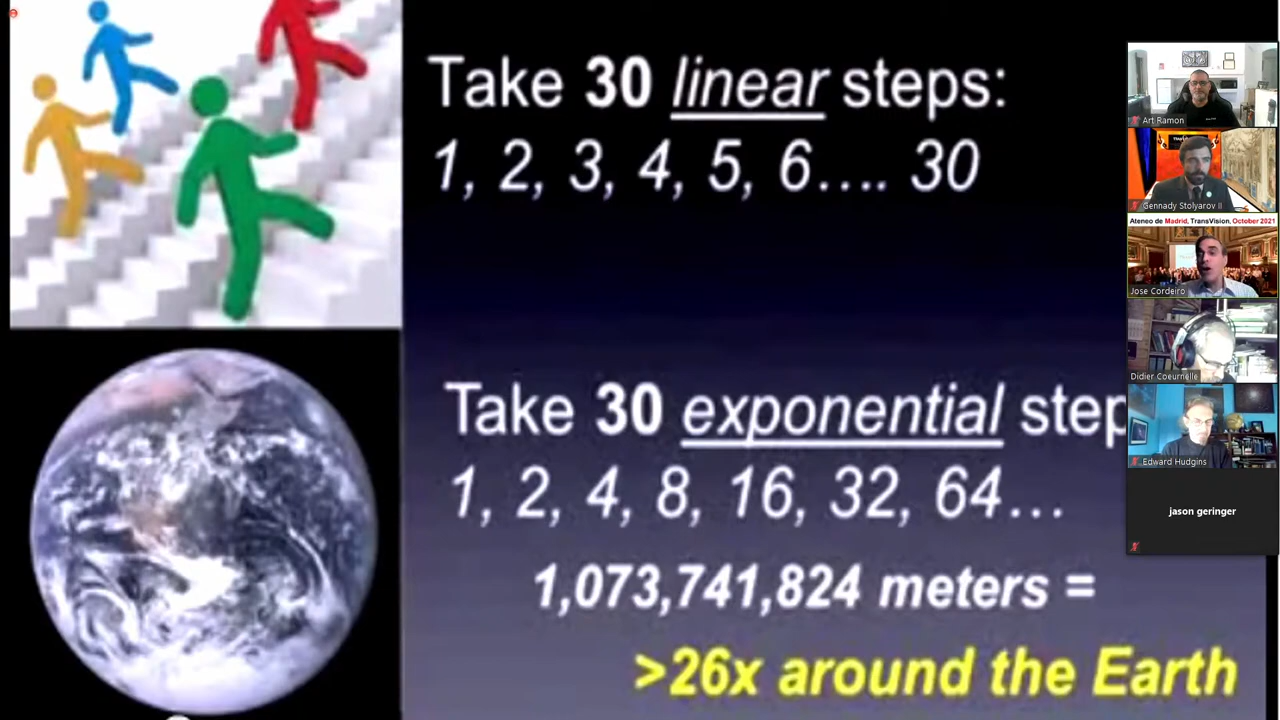 Take 30 linear steps:
1, 2, 3, 4, 5, 6.... 30
Take 30 exponential step
1, 2, 4, 8, 16, 32, 64...
1,073,741,824 meters =
>26x around the Earth
Art Ramon
Gennady Stolyarov II
Ateneo de Madrid, TransVision, October 2021
Jose Cordeiro
Didier Coeurnelle
Edward Hudgins
jason geringer